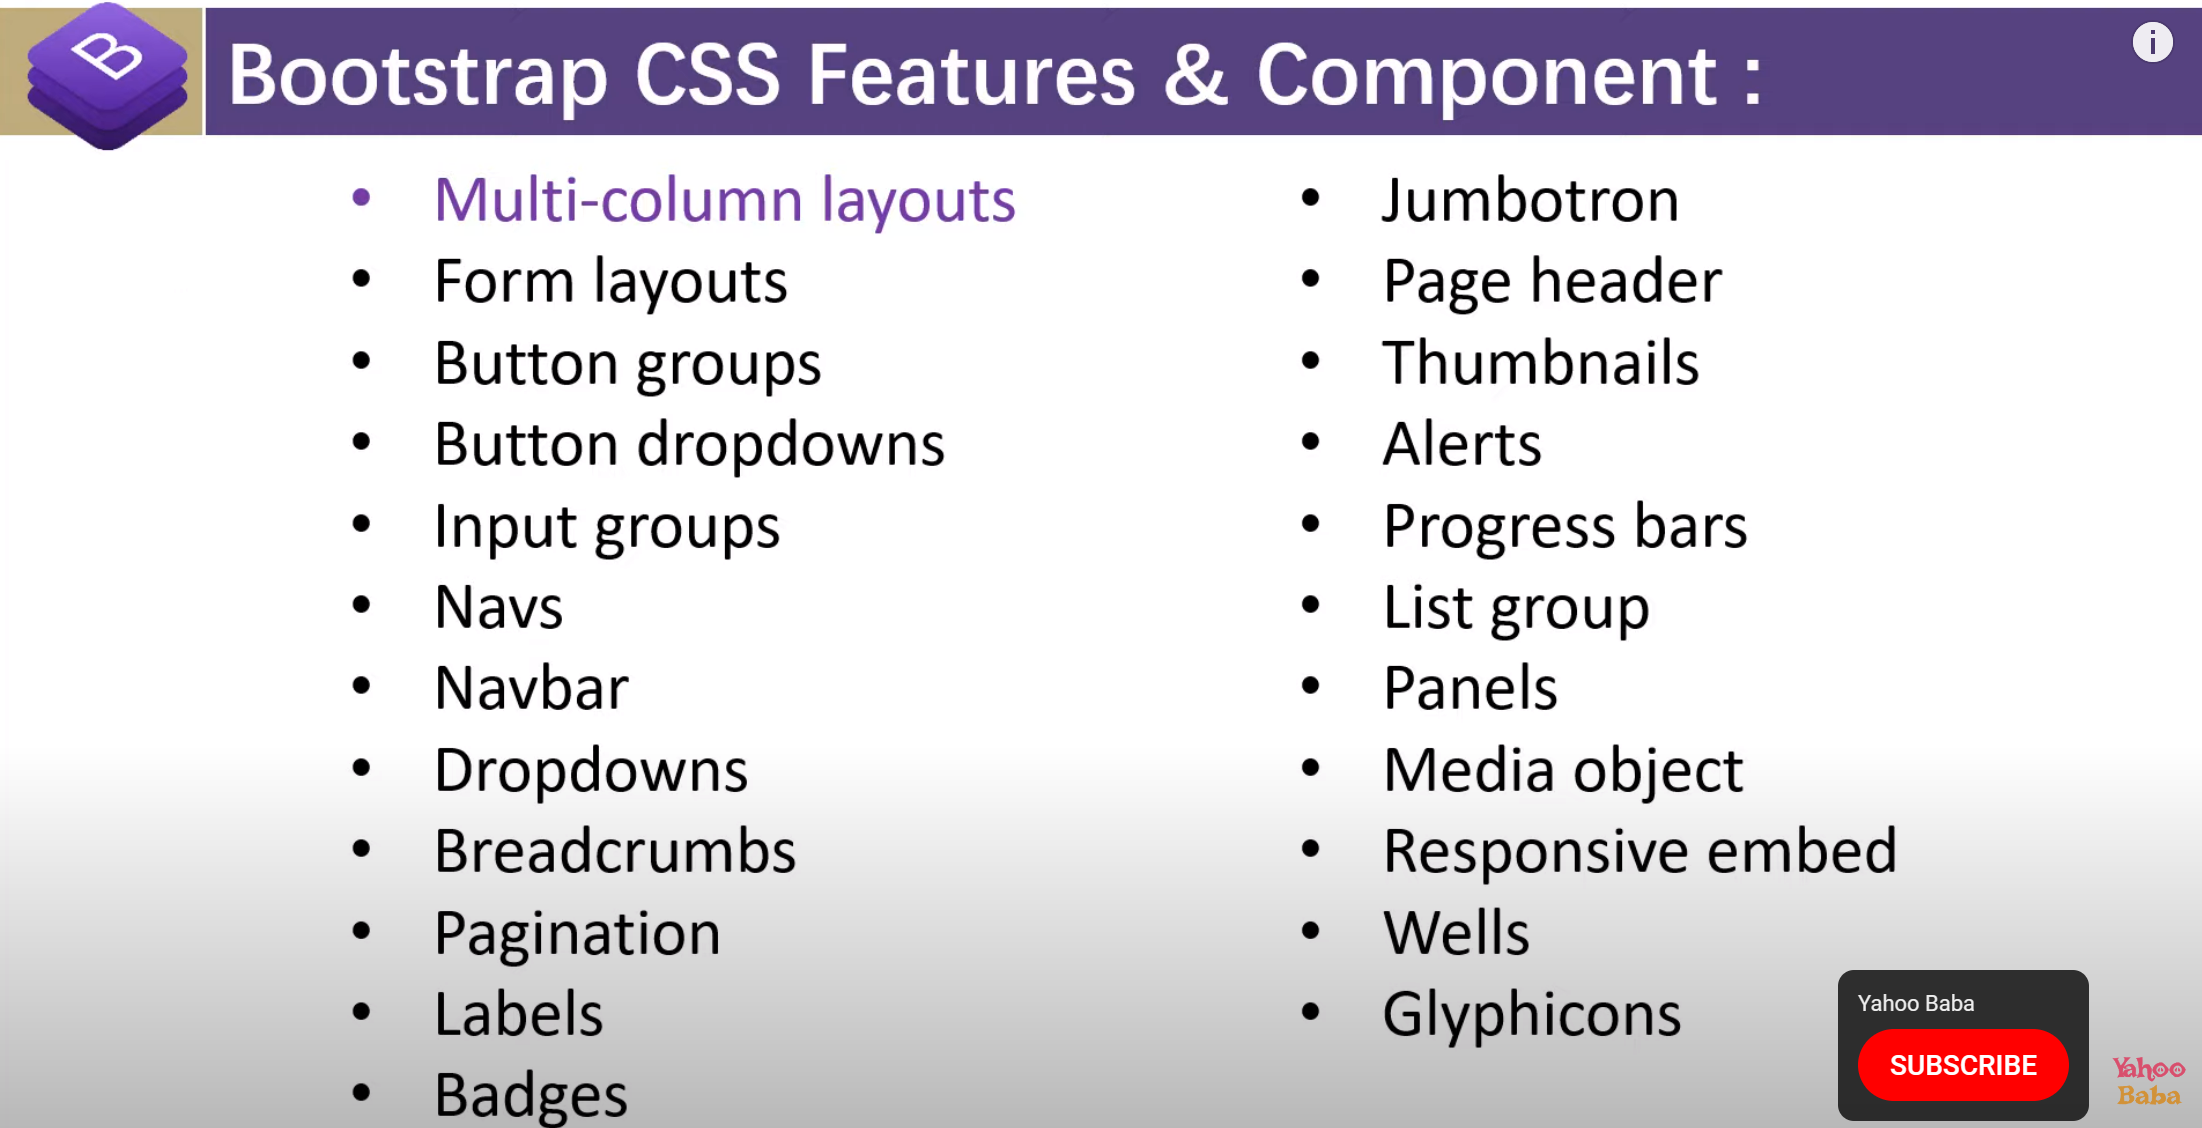 B
Bootstrap CSS Features & Component :
i
• Multi-column layouts
• Form layouts
• Button groups
• Button dropdowns
• Input groups
• Navs
• Navbar
• Dropdowns
• Breadcrumbs
• Pagination
• Labels
• Badges
• Jumbotron
• Page header
• Thumbnails
• Alerts
• Progress bars
• List group
• Panels
• Media object
• Responsive embed
• Wells
• Glyphicons
Yahoo Baba
SUBSCRIBE
Yahoo
Baba